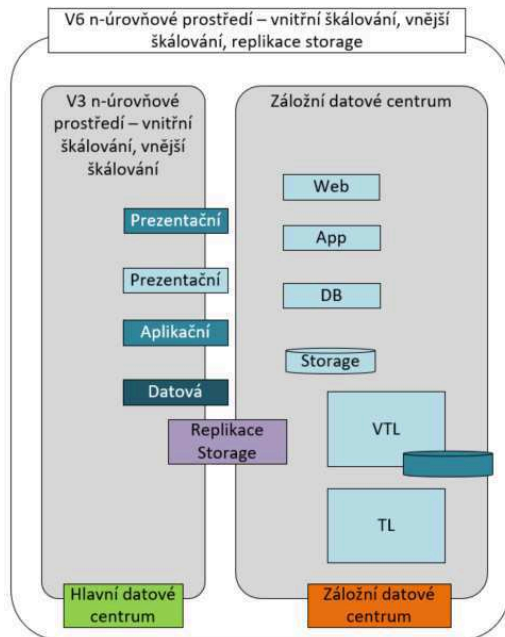 V6 n-úrovňové prostředí – vnitřní škálování, vnější
škálování, replikace storage
V3 n-úrovňové
prostředí – vnitřní
škálování, vnější
škálování
Prezentační
Prezentační
Aplikační
Datová
Replikace
Storage
Hlavní datové
centrum
Záložní datové centrum
Web
App
DB
Storage
VTL
TL
Záložní datové
centrum